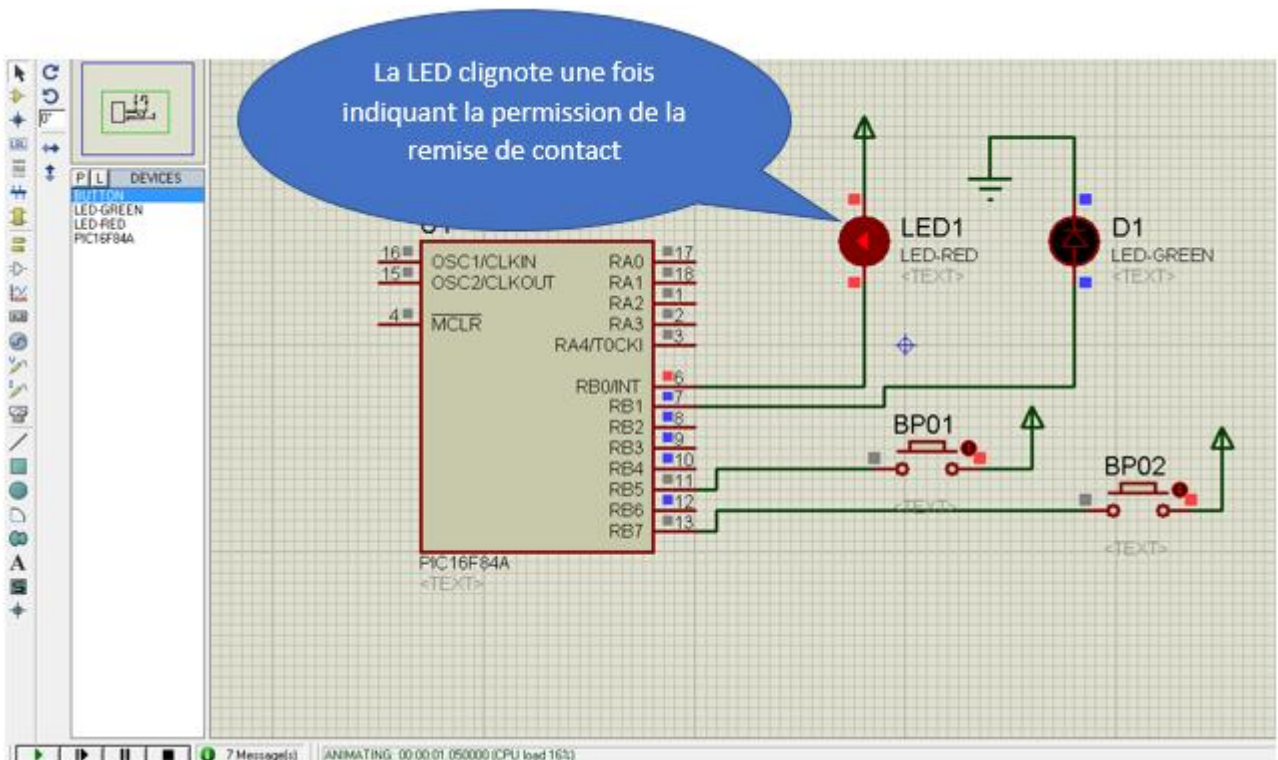 La LED clignote une fois
indiquant la permission de la
remise de contact
0°
LBL
P L DEVICES
BUTTON
LED-GREEN
LED-RED
PIC16F84A
16 OSC1/CLKIN
15 OSC2/CLKOUT
4 MCLR
RA0 17
RA1 18
RA2 1
RA3 2
RA4/T0CKI 3
RB0/INT 6
RB1 7
RB2 8
RB3 9
RB4 10
RB5 11
RB6 12
RB7 13
PIC16F84A
<TEXT>
LED1
LED-RED
<TEXT>
D1
LED-GREEN
<TEXT>
BP01
<TEXT>
BP02
<TEXT>
A
S
7 Message(s)
ANIMATING: 00:00:01.050000 (CPU load 16%)